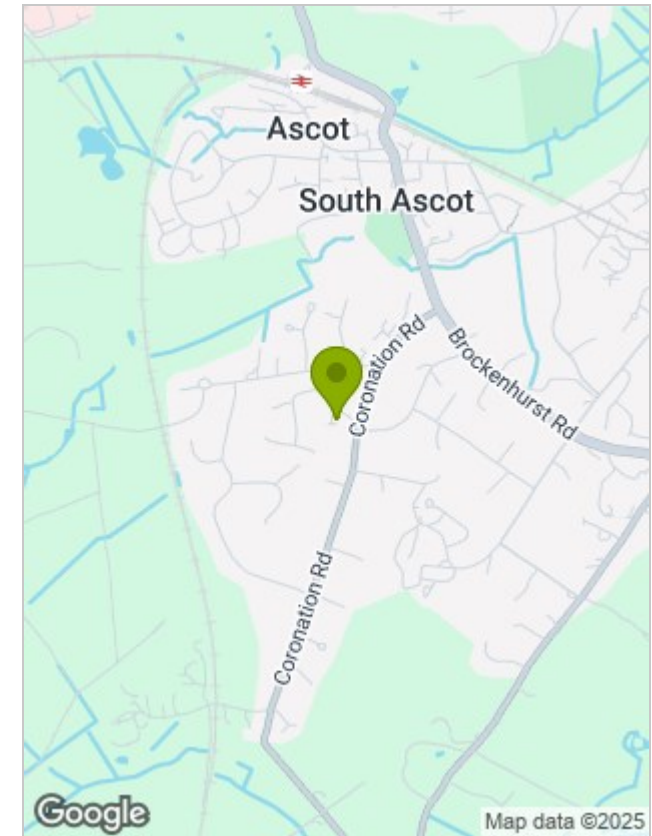 Ascot
South Ascot
Coronation Rd
Brockenhurst Rd
Coronation Rd
Google
Map data ©2025